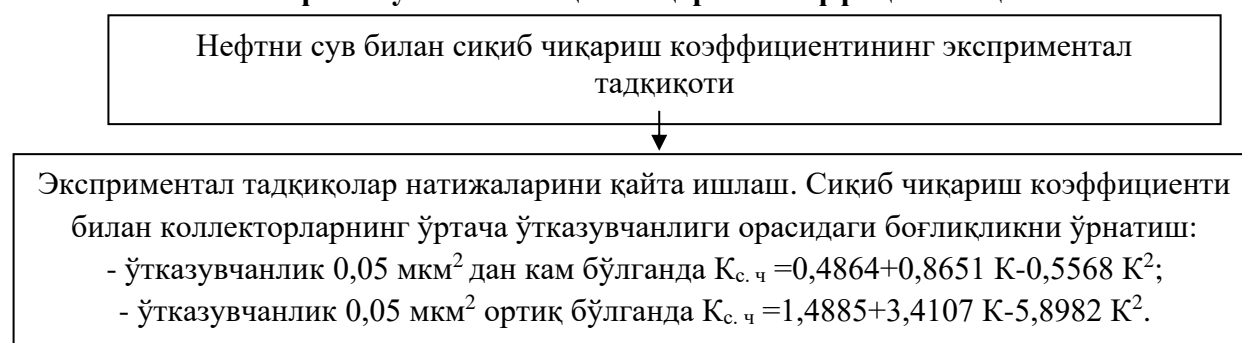 Нефтни сув билан сиқиб чиқариш коэффициентининг эксприментал
тадқиқоти
Эксприментал тадқиқолар натижаларини қайта ишлаш. Сиқиб чиқариш коэффициенти
билан коллекторларнинг ўртача ўтказувчанлиги орасидаги боғлиқликни ўрнатиш:
- ўтказувчанлик 0,05 мкм² дан кам бўлганда Кс. ч =0,4864+0,8651 К-0,5568 К²;
- ўтказувчанлик 0,05 мкм² ортиқ бўлганда Кс. ч =1,4885+3,4107 К-5,8982 К².